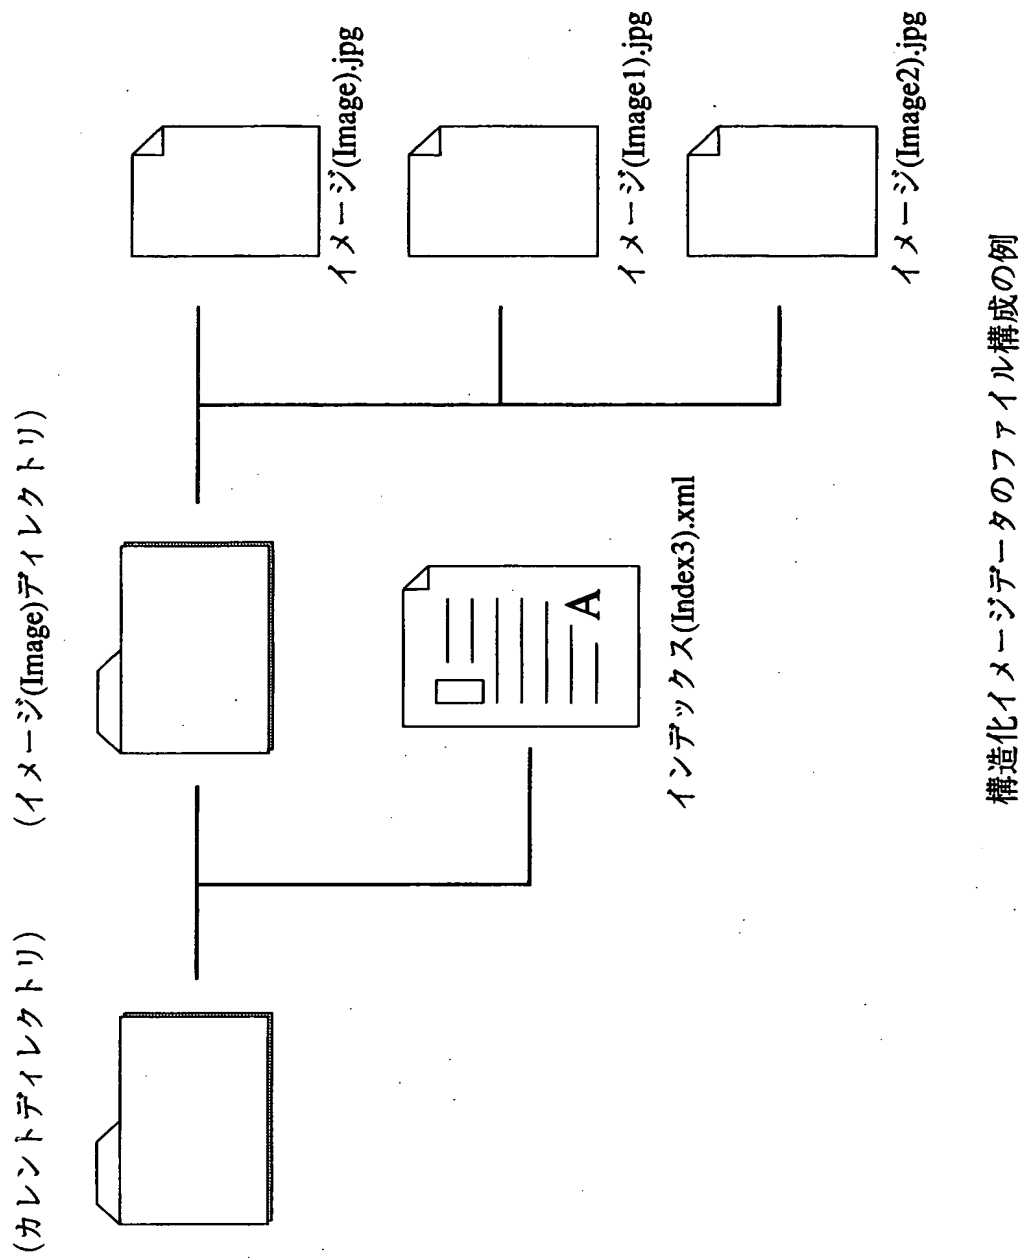 (カレントディレクトリ)
(イメージ(Image)ディレクトリ)
イメージ(Image).jpg
イメージ(Image1).jpg
イメージ(Image2).jpg
A
インデックス(Index3).xml
構造化イメージデータのファイル構成の例